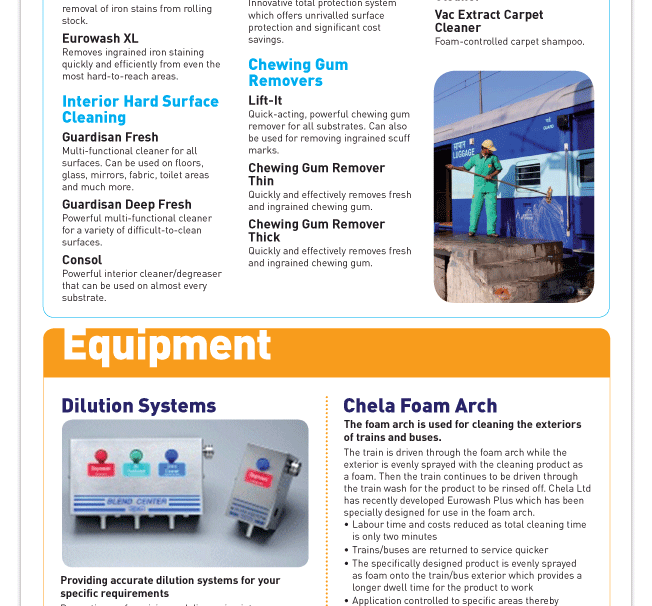 removal of iron stains from rolling
stock.
Eurowash XL
Removes ingrained iron staining
quickly and efficiently from even the
most hard-to-reach areas.
Interior Hard Surface
Cleaning
Guardisan Fresh
Multi-functional cleaner for all
surfaces. Can be used on floors,
glass, mirrors, fabric, toilet areas
and much more.
Guardisan Deep Fresh
Powerful multi-functional cleaner
for a variety of difficult-to-clean
surfaces.
Consol
Powerful interior cleaner/degreaser
that can be used on almost every
substrate.
Innovative total protection system
which offers unrivalled surface
protection and significant cost
savings.
Chewing Gum
Removers
Lift-It
Quick-acting, powerful chewing gum
remover for all substrates. Can also
be used for removing ingrained scuff
marks.
Chewing Gum Remover
Thin
Quickly and effectively removes fresh
and ingrained chewing gum.
Chewing Gum Remover
Thick
Quickly and effectively removes fresh
and ingrained chewing gum.
Vac Extract Carpet
Cleaner
Foam-controlled carpet shampoo.
LUGGAGE
Equipment
Dilution Systems
BLEND CENTER
Providing accurate dilution systems for your
specific requirements
Chela Foam Arch
The foam arch is used for cleaning the exteriors
of trains and buses.
The train is driven through the foam arch while the
exterior is evenly sprayed with the cleaning product as
a foam. Then the train continues to be driven through
the train wash for the product to be rinsed off. Chela Ltd
has recently developed Eurowash Plus which has been
specially designed for use in the foam arch.
• Labour time and costs reduced as total cleaning time
is only two minutes
• Trains/buses are returned to service quicker
• The specifically designed product is evenly sprayed
as foam onto the train/bus exterior which provides a
longer dwell time for the product to work
• Application controlled to specific areas thereby